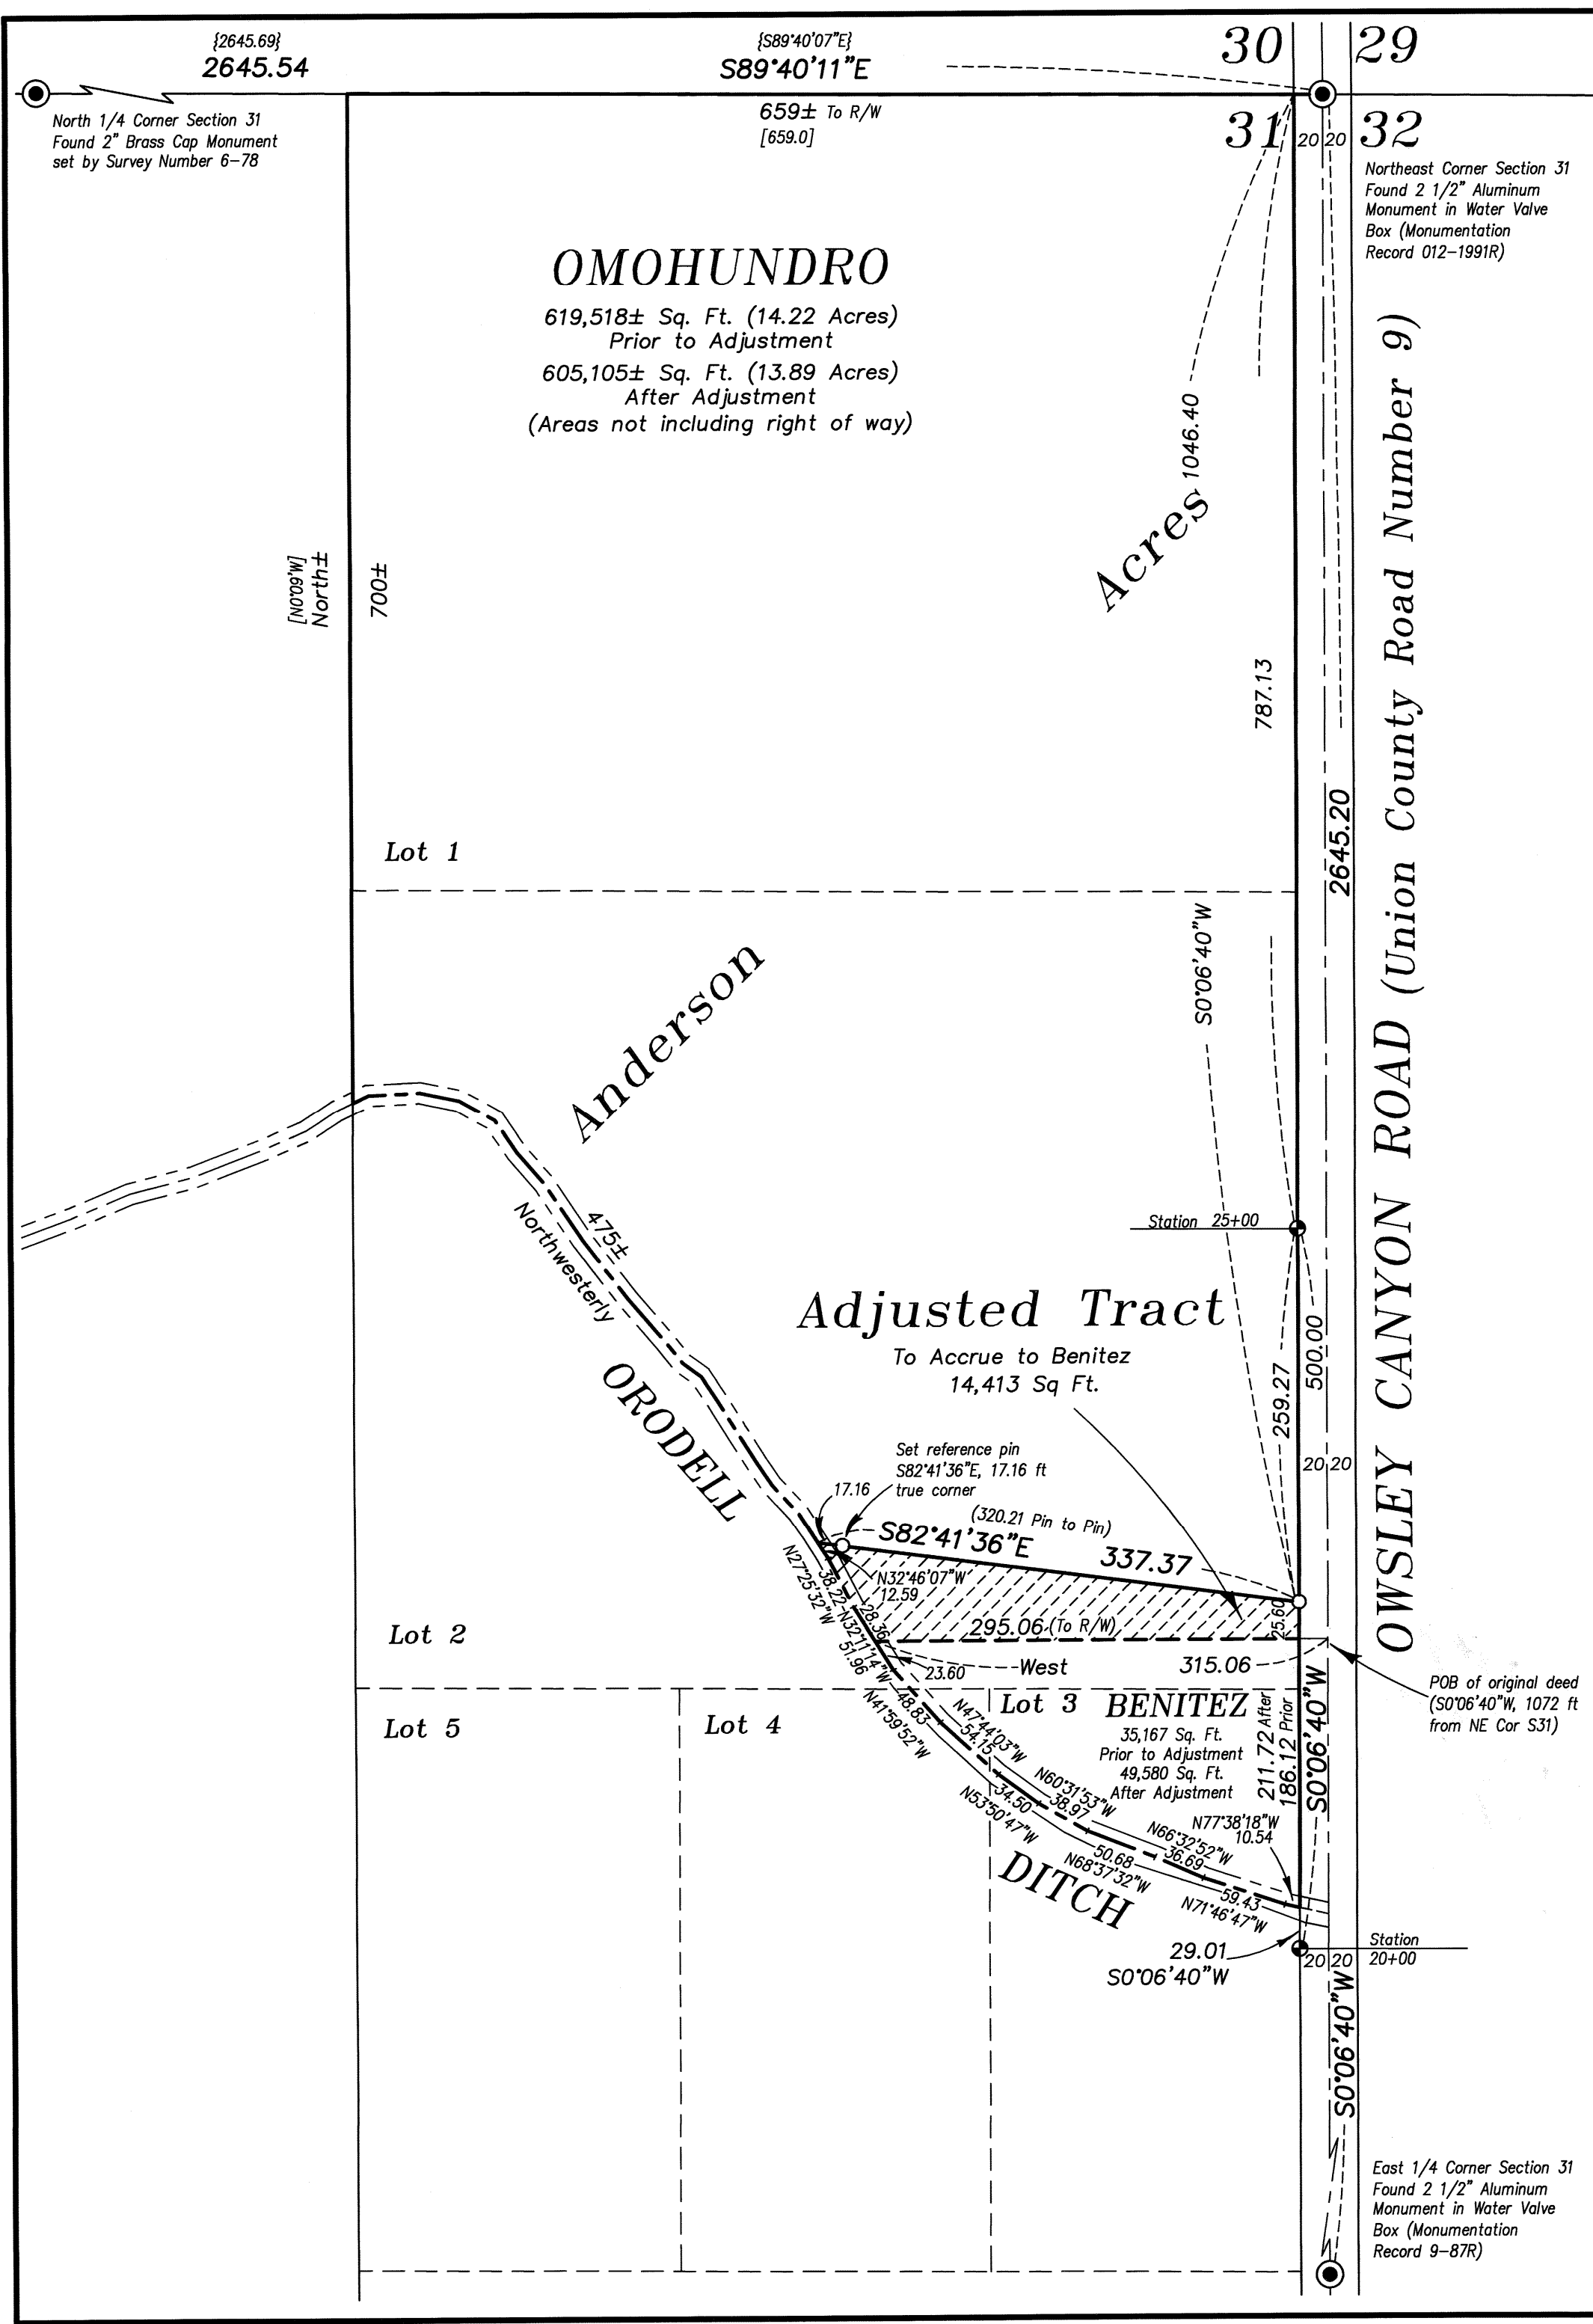 {2645.69}
2645.54
{S89°40'07"E}
S89°40'11"E
659± To R/W
[659.0]
30
29
31
20
20
32
North 1/4 Corner Section 31
Found 2" Brass Cap Monument
set by Survey Number 6-78
Northeast Corner Section 31
Found 2 1/2" Aluminum
Monument in Water Valve
Box (Monumentation
Record 012-1991R)
OMOHUNDRO
619,518± Sq. Ft. (14.22 Acres)
Prior to Adjustment
605,105± Sq. Ft. (13.89 Acres)
After Adjustment
(Areas not including right of way)
1046.40
Acres
North±
700±
787.13
2645.20
OWSLEY CANYON ROAD (Union County Road Number 9)
Lot 1
S0°06'40"W
Anderson
475±
Northwesterly
Station 25+00
Adjusted Tract
To Accrue to Benitez
14,413 Sq Ft.
500.00
259.27
20
20
ORODELL
Set reference pin
S82°41'36"E, 17.16 ft
true corner
17.16
(320.21 Pin to Pin)
S82°41'36"E
337.37
N32°46'07"W
12.59
N27°25'32"W
38.22
28.36
N32°11'14"W
51.96
25.60
295.06 (To R/W)
23.60
West
315.06
Lot 2
POB of original deed
(S0°06'40"W, 1072 ft
from NE Cor S31)
Lot 5
Lot 4
Lot 3
BENITEZ
35,167 Sq. Ft.
Prior to Adjustment
49,580 Sq. Ft.
After Adjustment
211.72 After
186.12 Prior
S0°06'40"W
48.83
N41°59'52"W
N47°44'03"W
54.15
34.50
N53°50'47"W
N60°31'53"W
38.97
50.68
N68°37'32"W
N66°32'52"W
36.69
N77°38'18"W
10.54
59.43
N71°46'47"W
DITCH
29.01
S0°06'40"W
20
20
Station
20+00
S0°06'40"W
East 1/4 Corner Section 31
Found 2 1/2" Aluminum
Monument in Water Valve
Box (Monumentation
Record 9-87R)